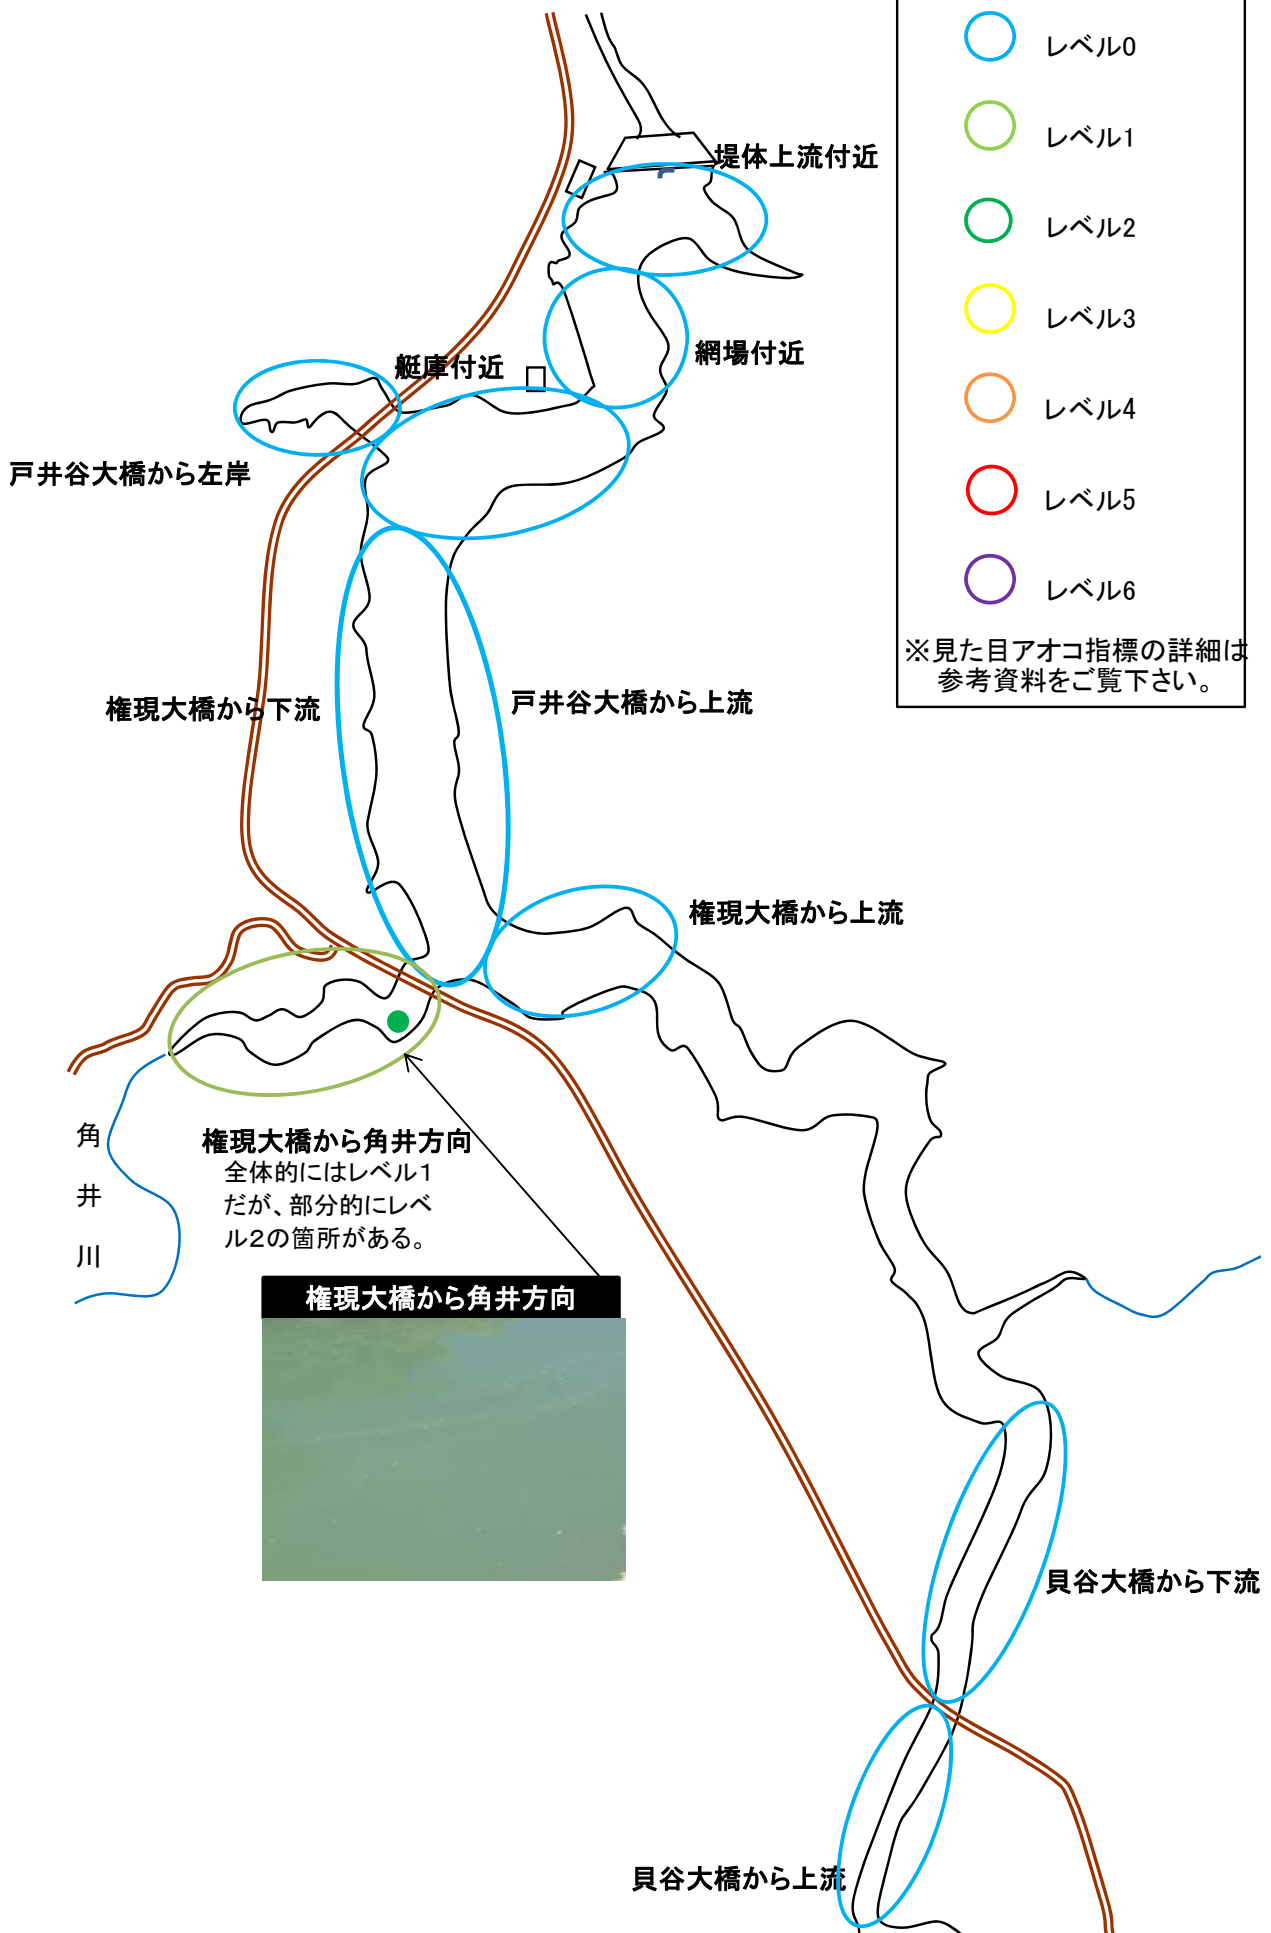 レベル0
レベル1
レベル2
レベル3
レベル4
レベル5
レベル6
※見た目アオコ指標の詳細は
参考資料をご覧下さい。
堤体上流付近
網場付近
艇庫付近
戸井谷大橋から左岸
権現大橋から下流
戸井谷大橋から上流
権現大橋から上流
角
井
川
権現大橋から角井方向
全体的にはレベル1
だが、部分的にレベ
ル2の箇所がある。
権現大橋から角井方向
貝谷大橋から下流
貝谷大橋から上流